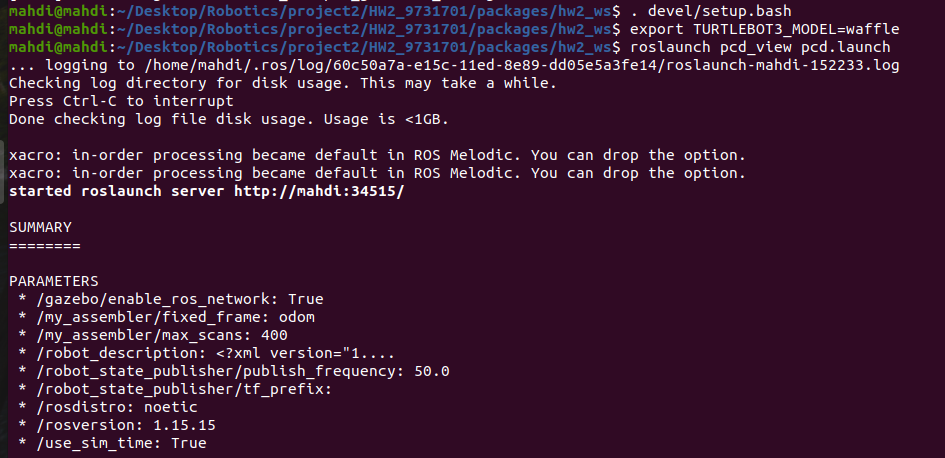 mahdi@mahdi:~/Desktop/Robotics/project2/HW2_9731701/packages/hw2_ws$ . devel/setup.bash
mahdi@mahdi:~/Desktop/Robotics/project2/HW2_9731701/packages/hw2_ws$ export TURTLEBOT3_MODEL=waffle
mahdi@mahdi:~/Desktop/Robotics/project2/HW2_9731701/packages/hw2_ws$ roslaunch pcd_view pcd.launch
... logging to /home/mahdi/.ros/log/60c50a7a-e15c-11ed-8e89-dd05e5a3fe14/roslaunch-mahdi-152233.log
Checking log directory for disk usage. This may take a while.
Press Ctrl-C to interrupt
Done checking log file disk usage. Usage is <1GB.

xacro: in-order processing became default in ROS Melodic. You can drop the option.
xacro: in-order processing became default in ROS Melodic. You can drop the option.
started roslaunch server http://mahdi:34515/

SUMMARY
========

PARAMETERS
 * /gazebo/enable_ros_network: True
 * /my_assembler/fixed_frame: odom
 * /my_assembler/max_scans: 400
 * /robot_description: <?xml version="1....
 * /robot_state_publisher/publish_frequency: 50.0
 * /robot_state_publisher/tf_prefix:
 * /rosdistro: noetic
 * /rosversion: 1.15.15
 * /use_sim_time: True